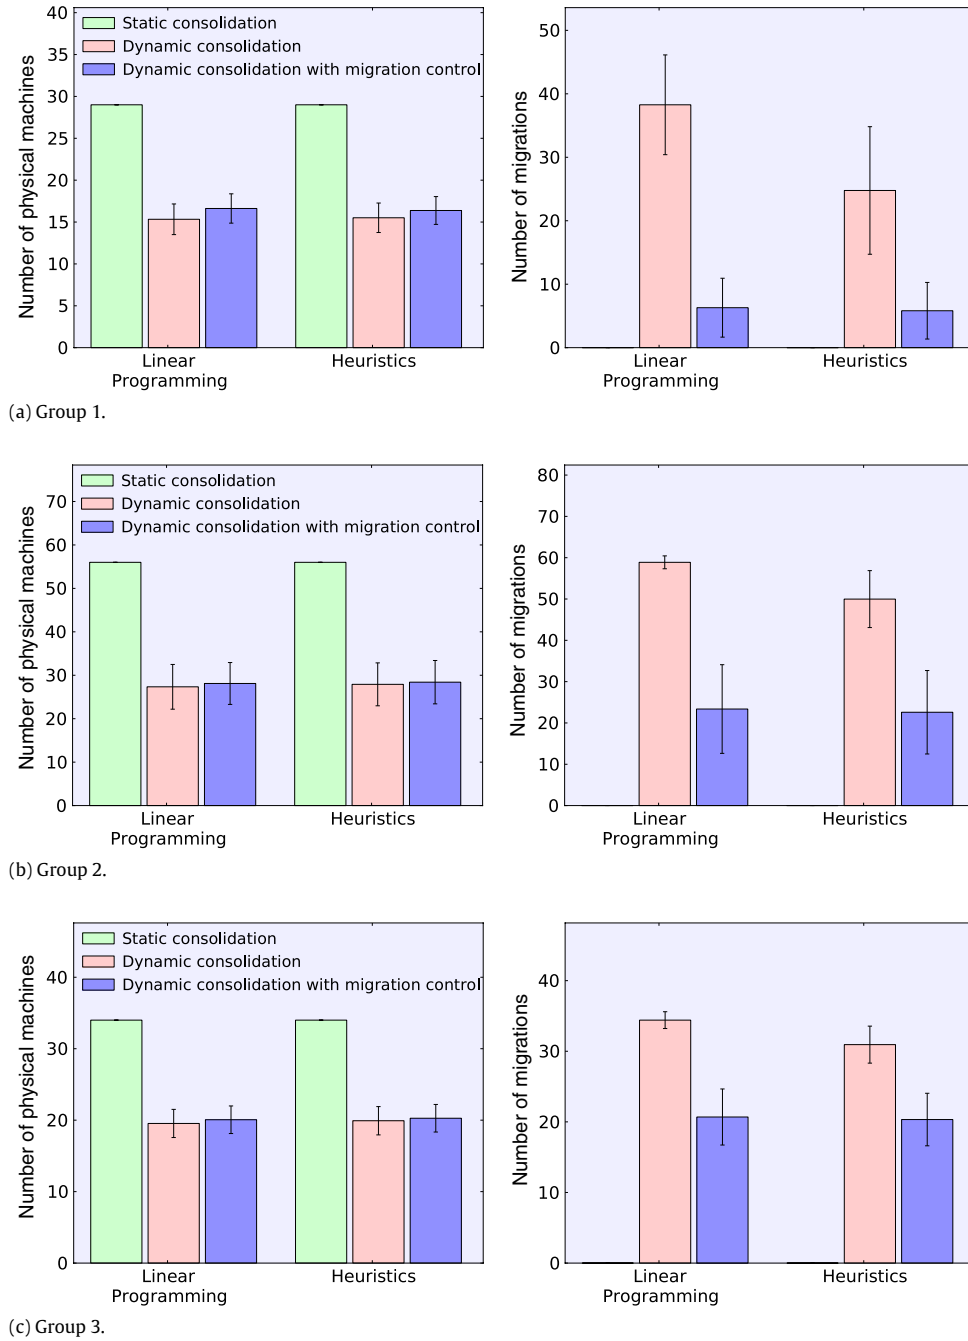 40
35
30
25
20
15
10
5
0
Number of physical machines
Static consolidation
Dynamic consolidation
Dynamic consolidation with migration control
Linear
Programming
Heuristics
50
40
30
20
10
0
Number of migrations
Linear
Programming
Heuristics
(a) Group 1.
70
60
50
40
30
20
10
0
Number of physical machines
Static consolidation
Dynamic consolidation
Dynamic consolidation with migration control
Linear
Programming
Heuristics
80
70
60
50
40
30
20
10
0
Number of migrations
Linear
Programming
Heuristics
(b) Group 2.
40
30
20
10
0
Number of physical machines
Static consolidation
Dynamic consolidation
Dynamic consolidation with migration control
Linear
Programming
Heuristics
40
30
20
10
0
Number of migrations
Linear
Programming
Heuristics
(c) Group 3.